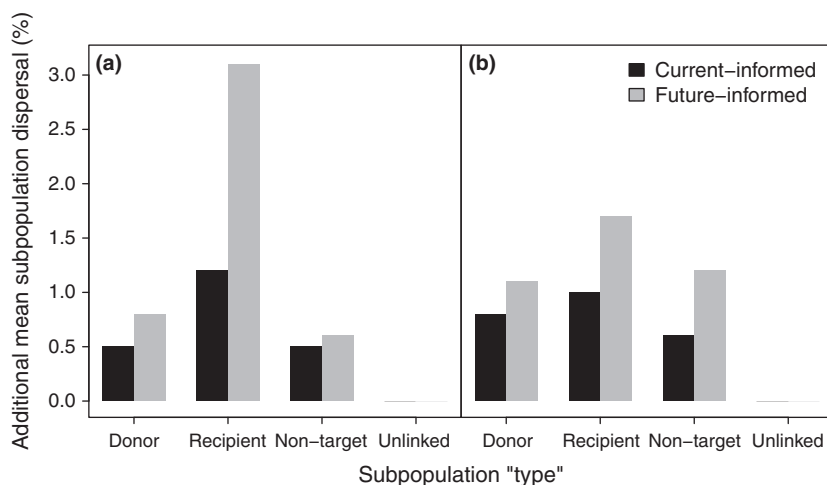 Additional mean subpopulation dispersal (%)
3.0
2.5
2.0
1.5
1.0
0.5
0.0
(a)
(b)
Current–informed
Future–informed
Donor Recipient Non–target Unlinked
Donor Recipient Non–target Unlinked
Subpopulation "type"